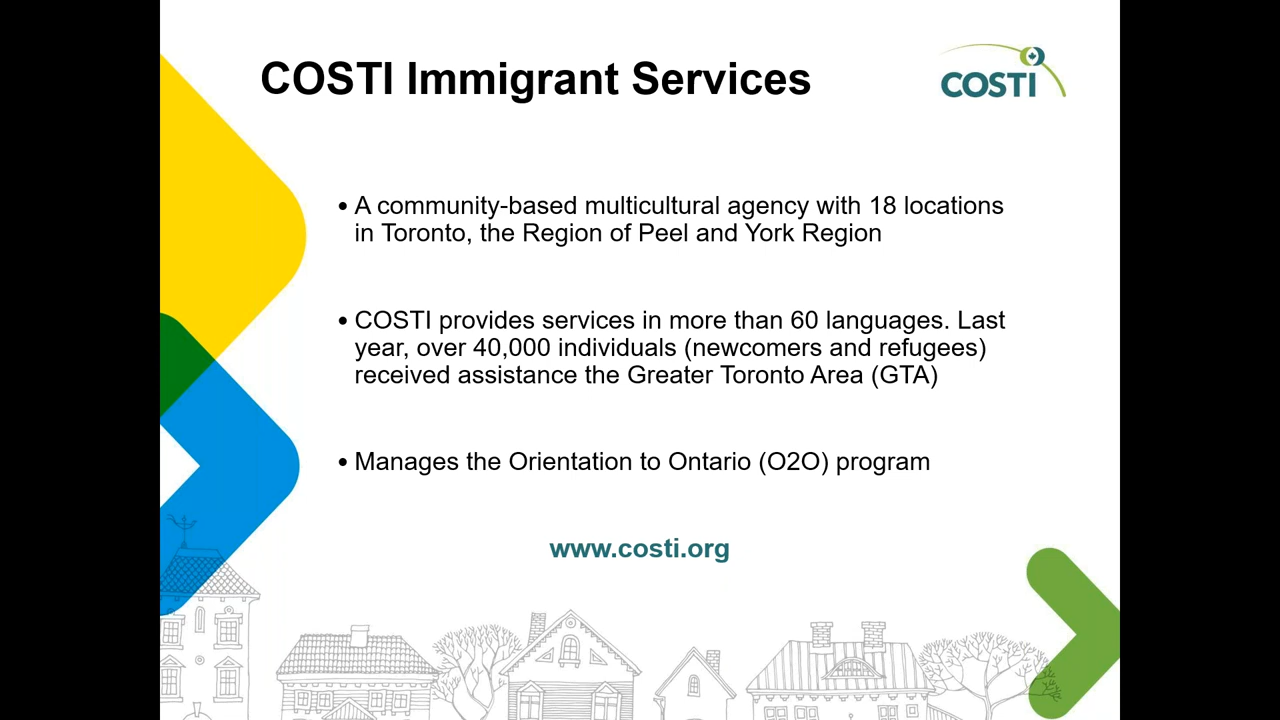 COSTI Immigrant Services
COSTI
• A community-based multicultural agency with 18 locations
in Toronto, the Region of Peel and York Region
• COSTI provides services in more than 60 languages. Last
year, over 40,000 individuals (newcomers and refugees)
received assistance the Greater Toronto Area (GTA)
• Manages the Orientation to Ontario (O2O) program
www.costi.org